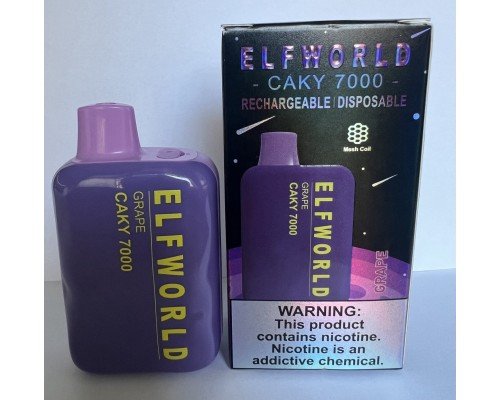 ELFWORLD
- CAKY 7000 -
RECHARGEABLE/DISPOSABLE
Mesh Coil
ELFWORLD
GRAPE
CAKY 7000
ELFWORLD
CAKY 7000
GRAPE
WARNING:
This product
contains nicotine.
Nicotine is an
addictive chemical.